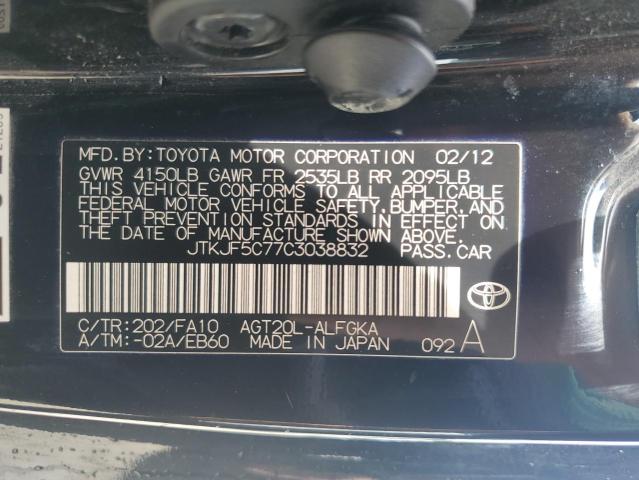 MFD.BY:TOYOTA MOTOR CORPORATION 02/12
GVWR 4150LB GAWR FR 2535LB RR 2095LB
THIS VEHICLE CONFORMS TO ALL APPLICABLE
FEDERAL MOTOR VEHICLE SAFETY,BUMPER, AND
THEFT PREVENTION STANDARDS IN EFFECT ON
THE DATE OF MANUFACTURE SHOWN ABOVE.
JTKJF5C77C3038832 PASS.CAR
C/TR:202/FA10 AGT20L-ALFGKA
A/TM:-02A/EB60 MADE IN JAPAN 092 A